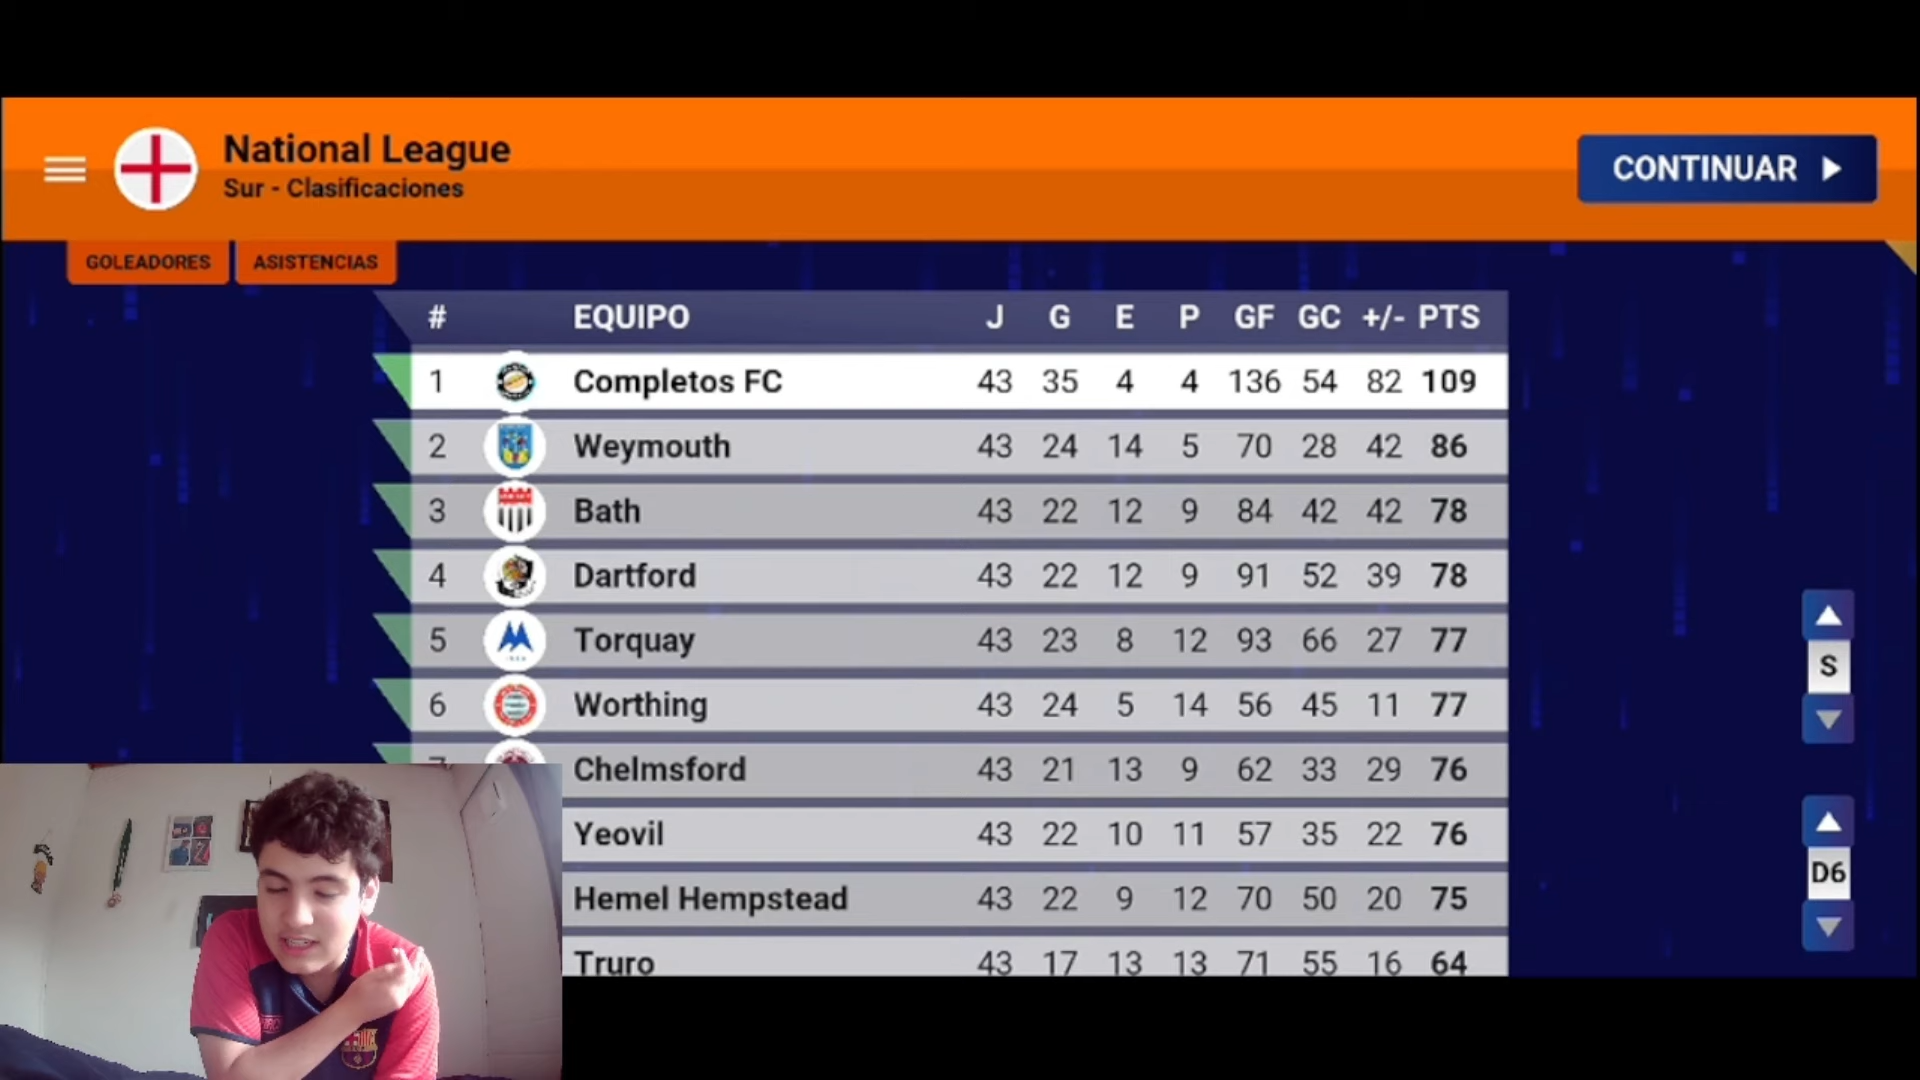 National League
Sur - Clasificaciones
CONTINUAR
GOLEADORES ASISTENCIAS
# EQUIPO J G E P GF GC +/- PTS
1 Completos FC 43 35 4 4 136 54 82 109
2 Weymouth 43 24 14 5 70 28 42 86
3 Bath 43 22 12 9 84 42 42 78
4 Dartford 43 22 12 9 91 52 39 78
5 Torquay 43 23 8 12 93 66 27 77
6 Worthing 43 24 5 14 56 45 11 77
7 Chelmsford 43 21 13 9 62 33 29 76
Yeovil 43 22 10 11 57 35 22 76
Hemel Hempstead 43 22 9 12 70 50 20 75
Truro 43 17 13 13 71 55 16 64
S
D6